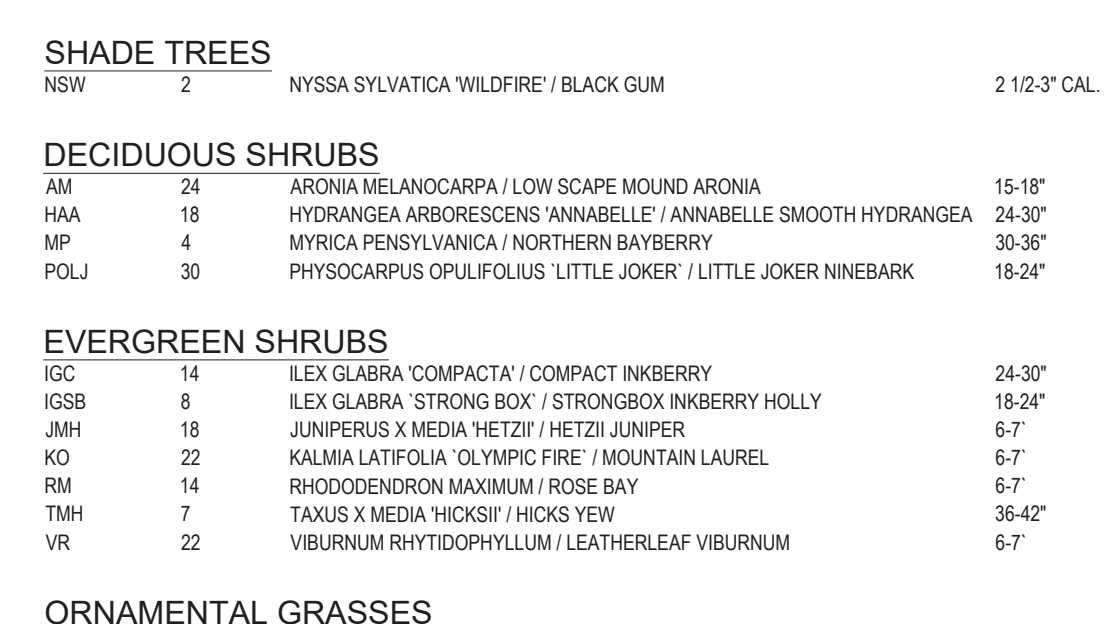 SHADE TREES
NSW 2 NYSSA SYLVATICA 'WILDFIRE' / BLACK GUM 2 1/2-3" CAL.
DECIDUOUS SHRUBS
AM 24 ARONIA MELANOCARPA / LOW SCAPE MOUND ARONIA 15-18"
HAA 18 HYDRANGEA ARBORESCENS 'ANNABELLE' / ANNABELLE SMOOTH HYDRANGEA 24-30"
MP 4 MYRICA PENSYLVANICA / NORTHERN BAYBERRY 30-36"
POLJ 30 PHYSOCARPUS OPULIFOLIUS `LITTLE JOKER` / LITTLE JOKER NINEBARK 18-24"
EVERGREEN SHRUBS
IGC 14 ILEX GLABRA 'COMPACTA' / COMPACT INKBERRY 24-30"
IGSB 8 ILEX GLABRA `STRONG BOX` / STRONGBOX INKBERRY HOLLY 18-24"
JMH 18 JUNIPERUS X MEDIA 'HETZII' / HETZII JUNIPER 6-7`
KO 22 KALMIA LATIFOLIA `OLYMPIC FIRE` / MOUNTAIN LAUREL 6-7`
RM 14 RHODODENDRON MAXIMUM / ROSE BAY 6-7`
TMH 7 TAXUS X MEDIA 'HICKSII' / HICKS YEW 36-42"
VR 22 VIBURNUM RHYTIDOPHYLLUM / LEATHERLEAF VIBURNUM 6-7`
ORNAMENTAL GRASSES